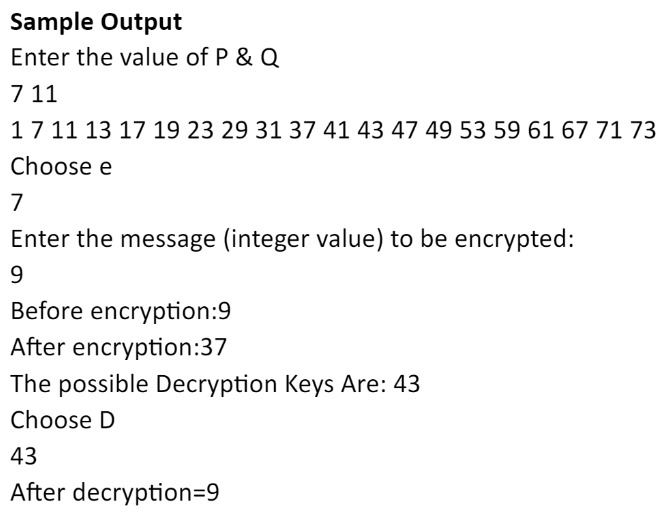 Sample Output
Enter the value of P & Q
7 11
1 7 11 13 17 19 23 29 31 37 41 43 47 49 53 59 61 67 71 73
Choose e
7
Enter the message (integer value) to be encrypted:
9
Before encryption:9
After encryption:37
The possible Decryption Keys Are: 43
Choose D
43
After decryption=9